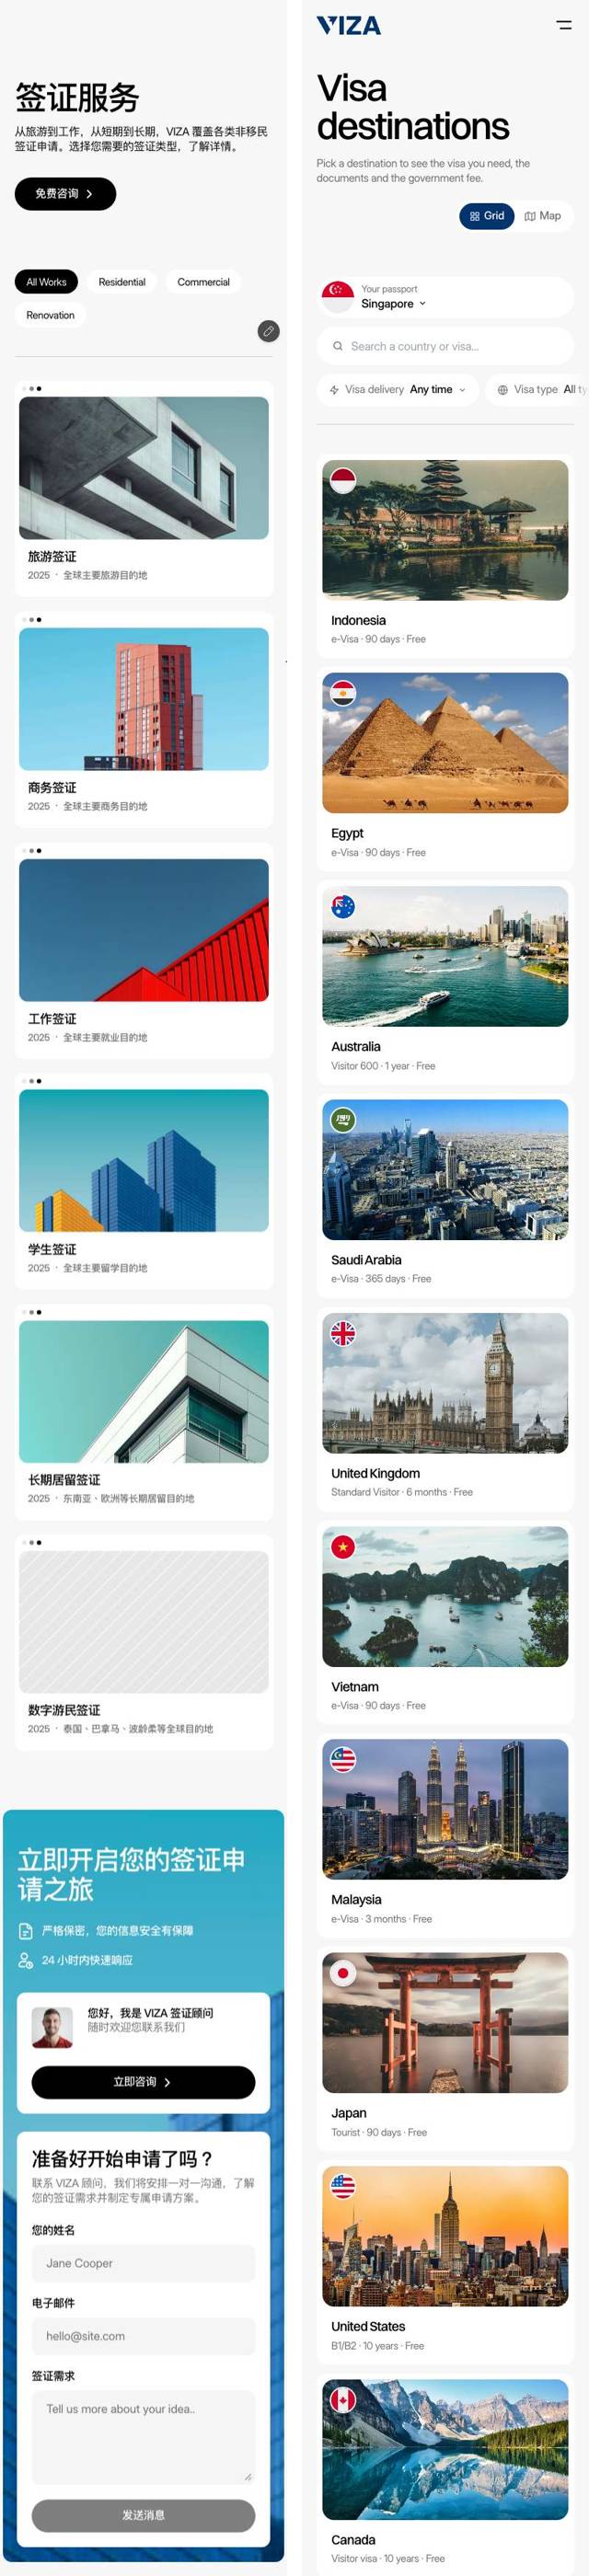 签证服务
从旅游到工作，从短期到长期，VIZA 覆盖各类非移民
签证申请。选择您需要的签证类型，了解详情。
免费咨询
All Works
Residential
Commercial
Renovation
旅游签证
2025 · 全球主要旅游目的地
商务签证
2025 · 全球主要商务目的地
工作签证
2025 · 全球主要就业目的地
学生签证
2025 · 全球主要留学目的地
长期居留签证
2025 · 东南亚、欧洲等长期居留目的地
数字游民签证
2025 · 泰国、巴拿马、波龄柔等全球目的地
立即开启您的签证申
请之旅
严格保密，您的信息安全有保障
24 小时内快速响应
您好，我是 VIZA 签证顾问
随时欢迎您联系我们
立即咨询
准备好开始申请了吗？
联系 VIZA 顾问，我们将安排一对一沟通，了解
您的签证需求并制定专属申请方案。
您的姓名
Jane Cooper
电子邮件
hello@site.com
签证需求
Tell us more about your idea..
发送消息
VIZA
Visa
destinations
Pick a destination to see the visa you need, the
documents and the government fee.
Grid
Map
Your passport
Singapore
Search a country or visa...
Visa delivery Any time
Visa type All ty
Indonesia
e-Visa · 90 days · Free
Egypt
e-Visa · 90 days · Free
Australia
Visitor 600 · 1 year · Free
Saudi Arabia
e-Visa · 365 days · Free
United Kingdom
Standard Visitor · 6 months · Free
Vietnam
e-Visa · 90 days · Free
Malaysia
e-Visa · 3 months · Free
Japan
Tourist · 90 days · Free
United States
B1/B2 · 10 years · Free
Canada
Visitor visa · 10 years · Free